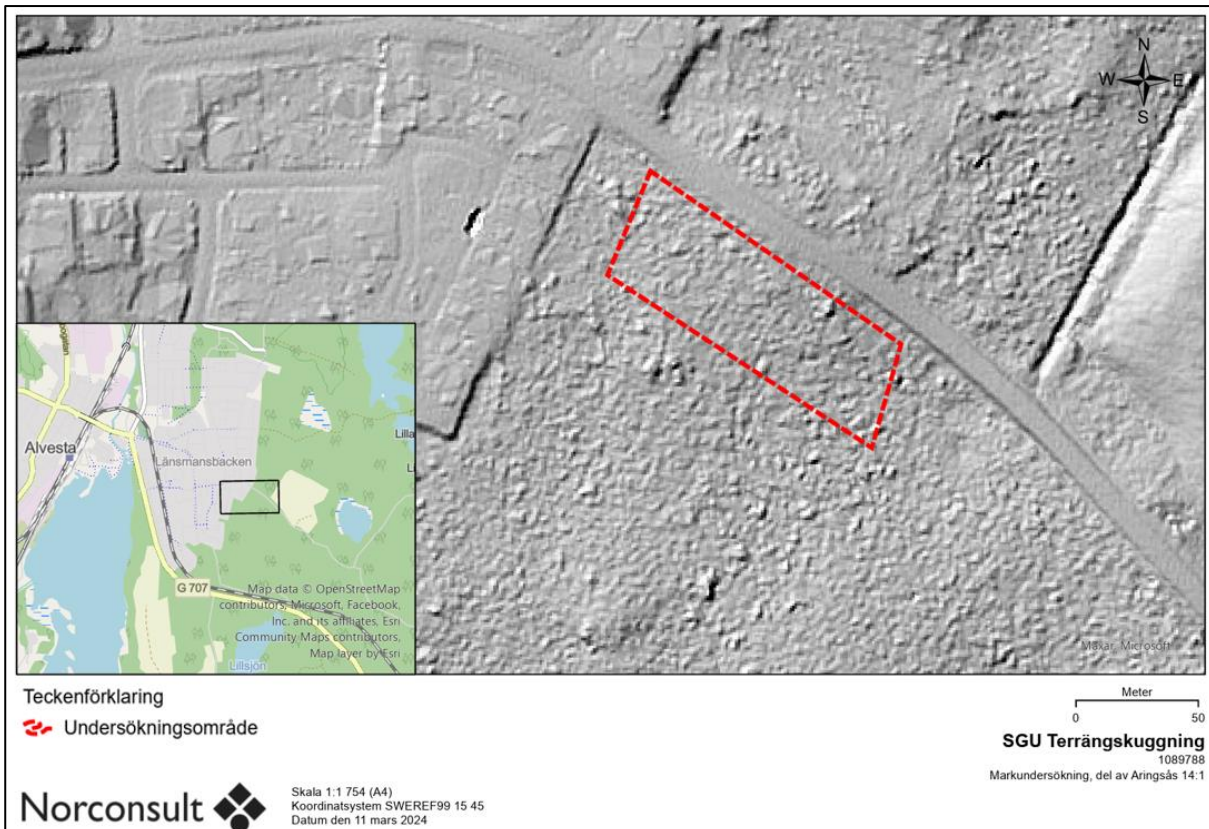 N
W E
S
Alvesta
Länsmansbacken
Lilla
G 707
Map data © OpenStreetMap
contributors, Microsoft, Facebook,
Inc. and its affiliates, Esri
Community Maps contributors,
Map layer by Esri
Lillsjön
Maxar, Microsoft
Teckenförklaring
Undersökningsområde
Meter
0 50
SGU Terrängskuggning
1089788
Markundersökning, del av Aringsås 14:1
Norconsult
Skala 1:1 754 (A4)
Koordinatsystem SWEREF99 15 45
Datum den 11 mars 2024